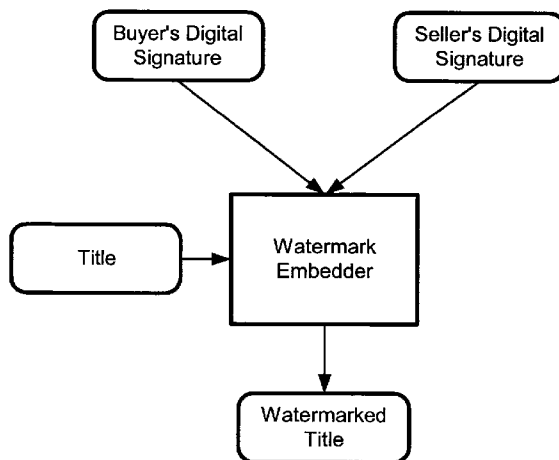 Buyer's Digital
Signature
Seller's Digital
Signature
Title
Watermark
Embedder
Watermarked
Title